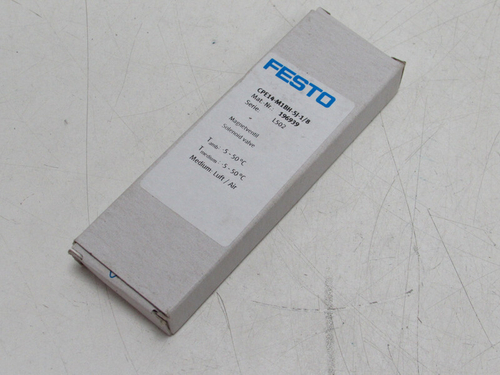 FESTO
CPE14-M1BH-5J-1/8
Mat. Nr.: 196939
Serie: L502
Magnetventil
Solenoid valve
Tamb: -5 - 50 °C
Tmedium: -5 - 50 °C
Medium: Luft / Air